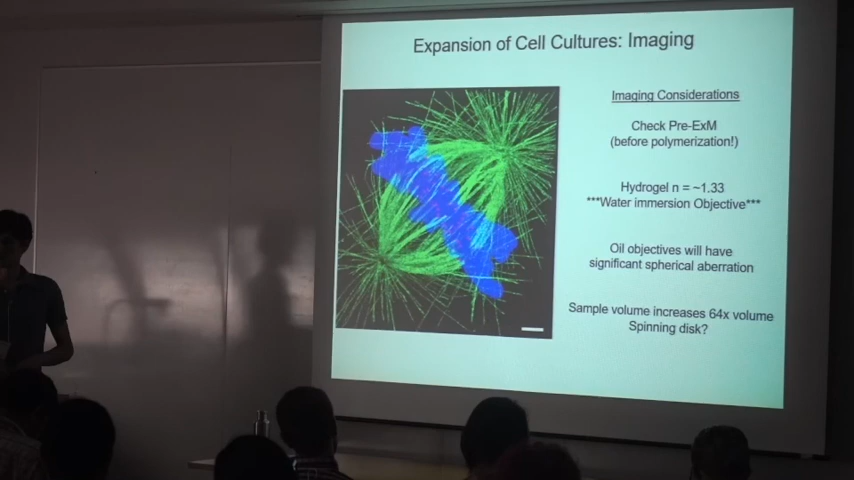 Expansion of Cell Cultures: Imaging
Imaging Considerations
Check Pre-ExM
(before polymerization!)
Hydrogel n = ~1.33
***Water immersion Objective***
Oil objectives will have
significant spherical aberration
Sample volume increases 64x volume
Spinning disk?